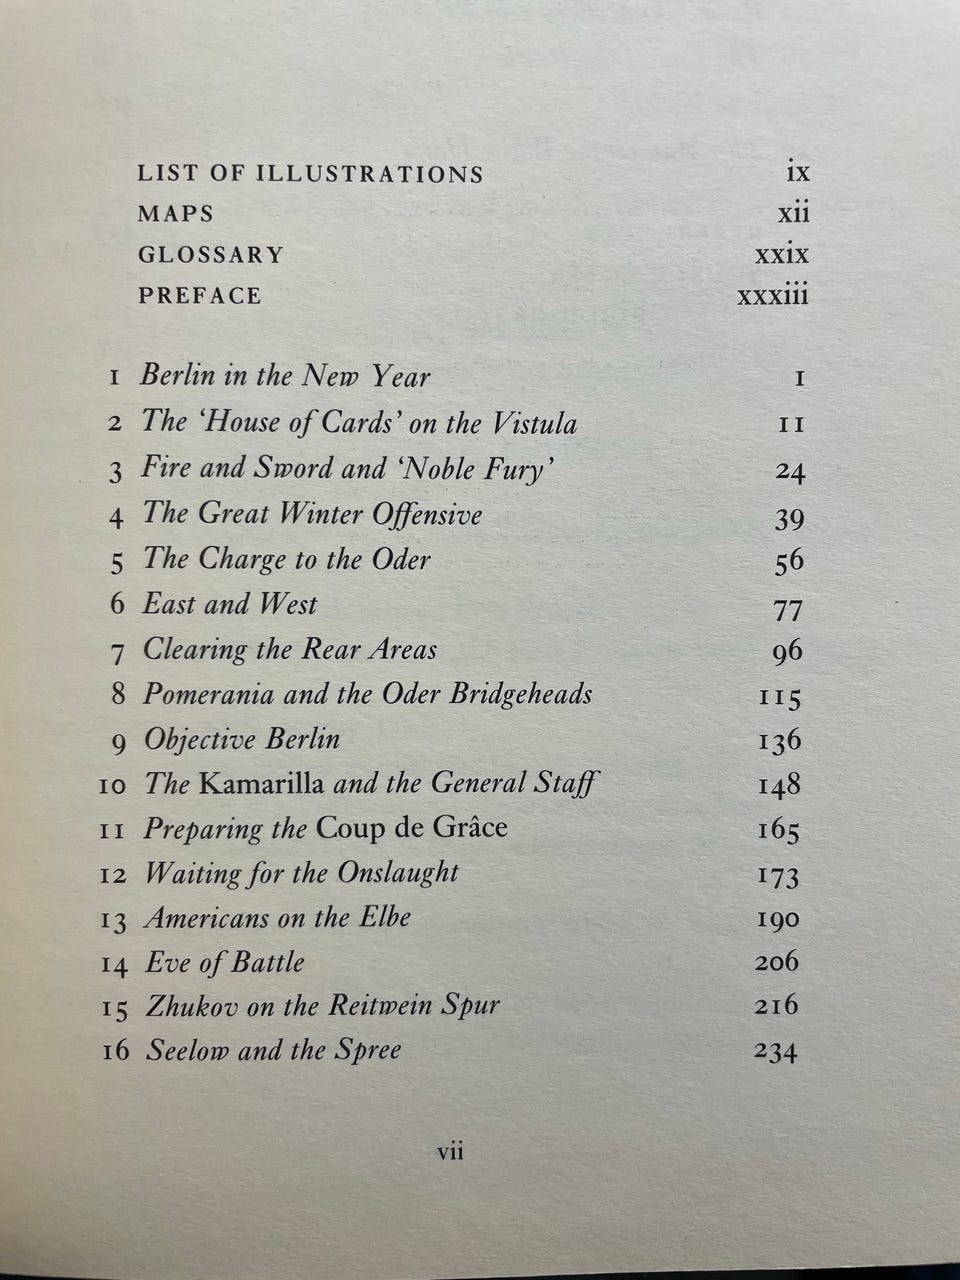 LIST OF ILLUSTRATIONS ix
MAPS xii
GLOSSARY xxix
PREFACE xxxiii
1 Berlin in the New Year 1
2 The ‘House of Cards’ on the Vistula 11
3 Fire and Sword and ‘Noble Fury’ 24
4 The Great Winter Offensive 39
5 The Charge to the Oder 56
6 East and West 77
7 Clearing the Rear Areas 96
8 Pomerania and the Oder Bridgeheads 115
9 Objective Berlin 136
10 The Kamarilla and the General Staff 148
11 Preparing the Coup de Grâce 165
12 Waiting for the Onslaught 173
13 Americans on the Elbe 190
14 Eve of Battle 206
15 Zhukov on the Reitwein Spur 216
16 Seelow and the Spree 234
vii